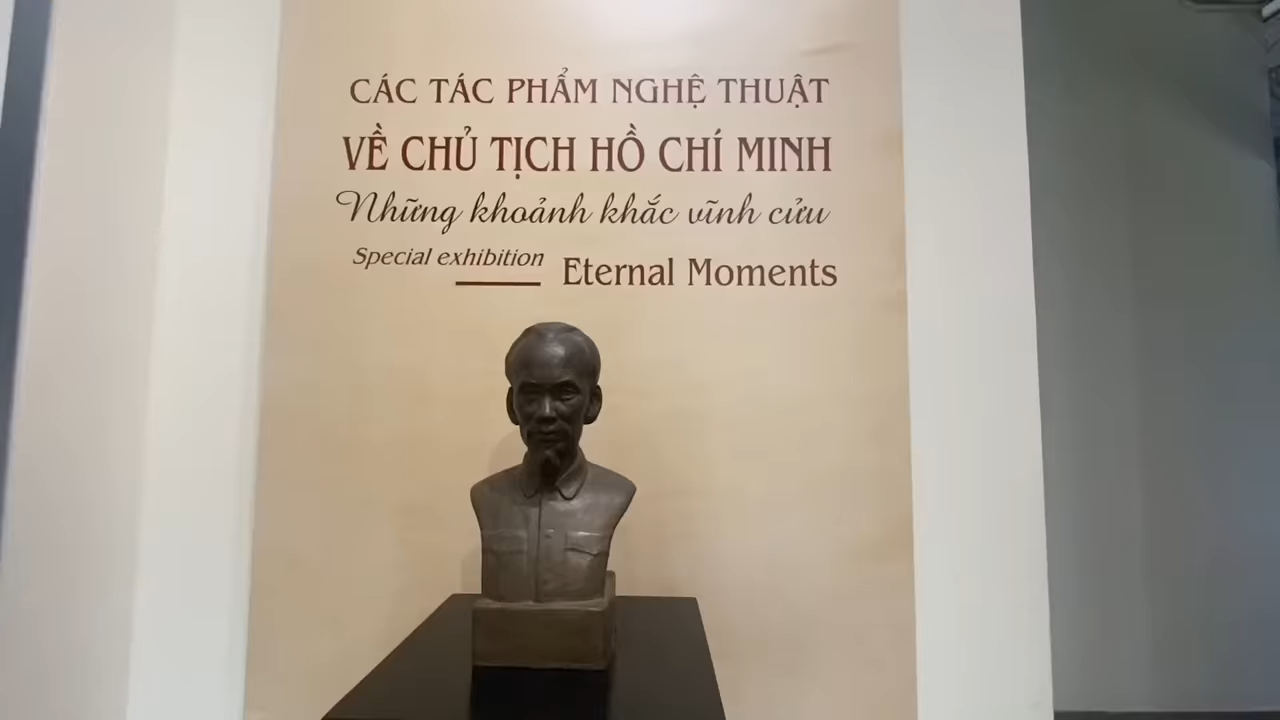 CÁC TÁC PHẨM NGHỆ THUẬT
VỀ CHỦ TỊCH HỒ CHÍ MINH
Những khoảnh khắc vĩnh cửu
Special exhibition Eternal Moments